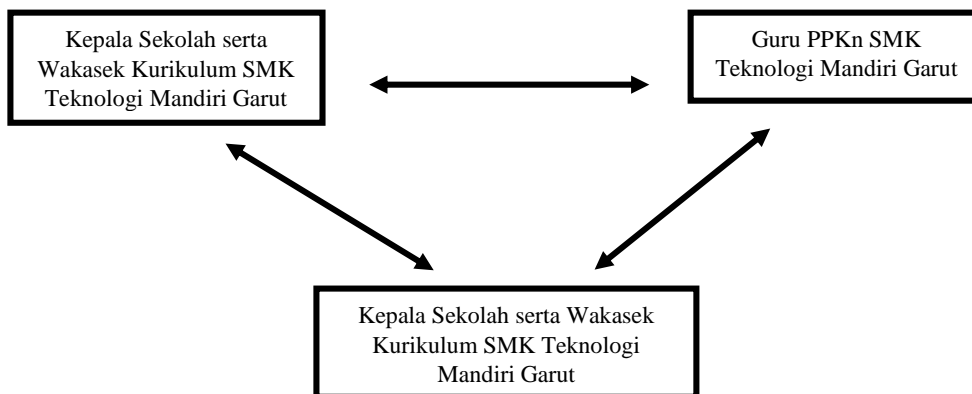 Kepala Sekolah serta
Wakasek Kurikulum SMK
Teknologi Mandiri Garut
Guru PPKn SMK
Teknologi Mandiri Garut
Kepala Sekolah serta Wakasek
Kurikulum SMK Teknologi
Mandiri Garut